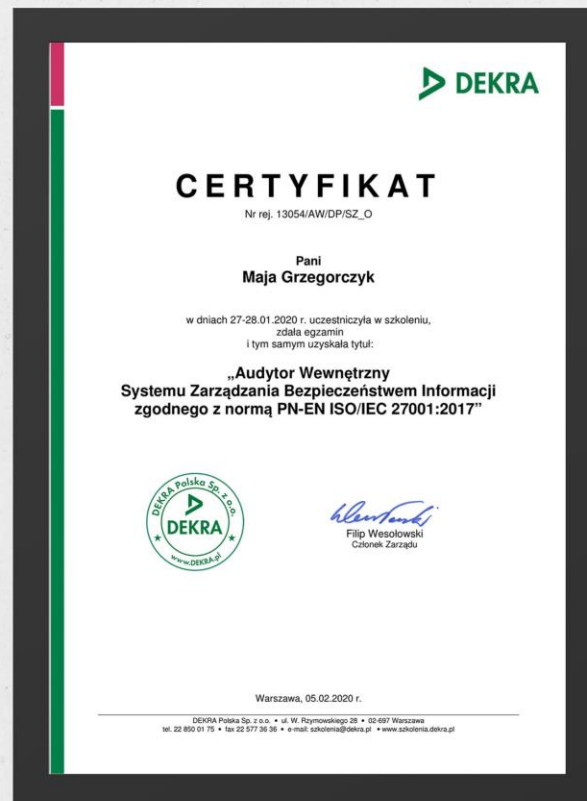 DEKRA
CERTYFIKAT
Nr rej. 13054/AW/DP/SZ_O
Pani
Maja Grzegorczyk
w dniach 27-28.01.2020 r. uczestniczyła w szkoleniu,
zdała egzamin
i tym samym uzyskała tytuł:
„Audytor Wewnętrzny
Systemu Zarządzania Bezpieczeństwem Informacji
zgodnego z normą PN-EN ISO/IEC 27001:2017”
DEKRA Polska Sp. z o.o.
DEKRA
www.DEKRA.pl
Filip Wesołowski
Członek Zarządu
Warszawa, 05.02.2020 r.
DEKRA Polska Sp. z o.o. • ul. W. Rzymowskiego 28 • 02-697 Warszawa
tel. 22 850 01 75 • fax 22 577 36 36 • e-mail: szkolenia@dekra.pl • www.szkolenia.dekra.pl